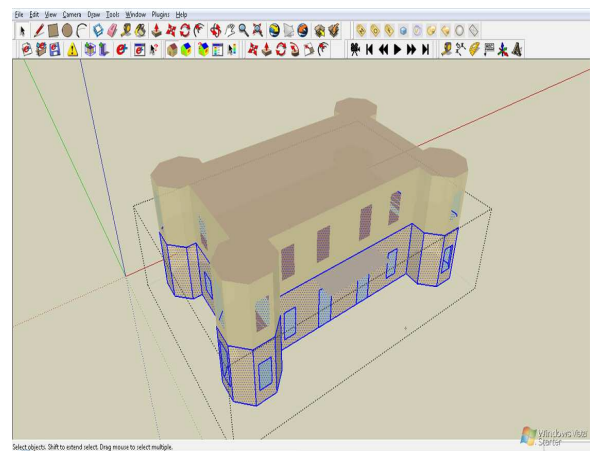 File Edit View Camera Draw Tools Window Plugins Help
Windows Vista
Starter
Select objects. Shift to extend select. Drag mouse to select multiple.